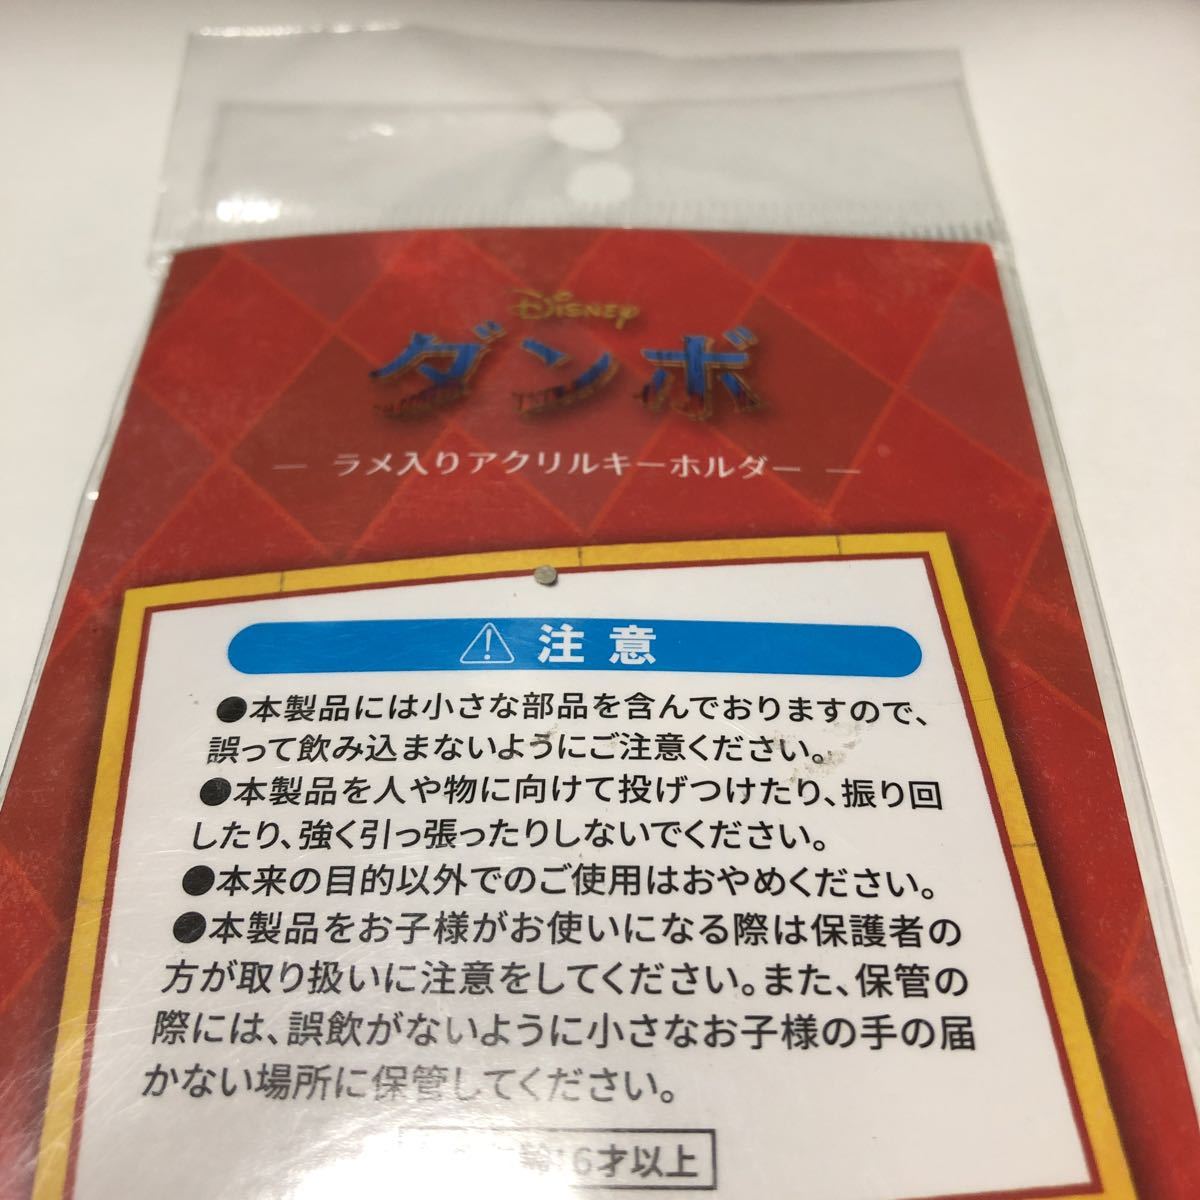 Disney
ダンボ
― ラメ入りアクリルキーホルダー ―
⚠ 注意
●本製品には小さな部品を含んでおりますので、
誤って飲み込まないようにご注意ください。
●本製品を人や物に向けて投げつけたり、振り回
したり、強く引っ張ったりしないでください。
●本来の目的以外でのご使用はおやめください。
●本製品をお子様がお使いになる際は保護者の
方が取り扱いに注意をしてください。また、保管の
際には、誤飲がないように小さなお子様の手の届
かない場所に保管してください。
6才以上